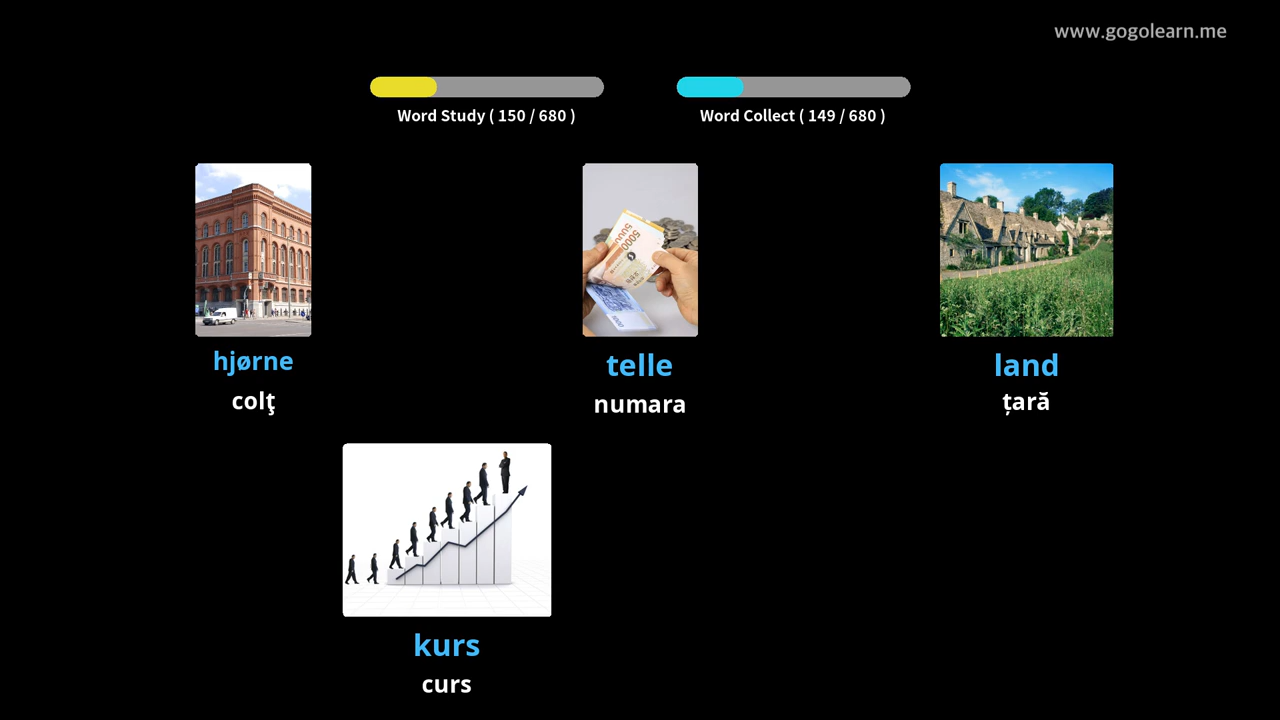 www.gogolearn.me
Word Study ( 150 / 680 )
Word Collect ( 149 / 680 )
5000
hjørne
telle
land
colţ
numara
țară
kurs
curs